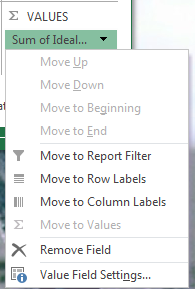 Σ VALUES
Sum of Ideal...
Move Up
Move Down
Move to Beginning
Move to End
Move to Report Filter
Move to Row Labels
Move to Column Labels
Σ Move to Values
Remove Field
Value Field Settings...